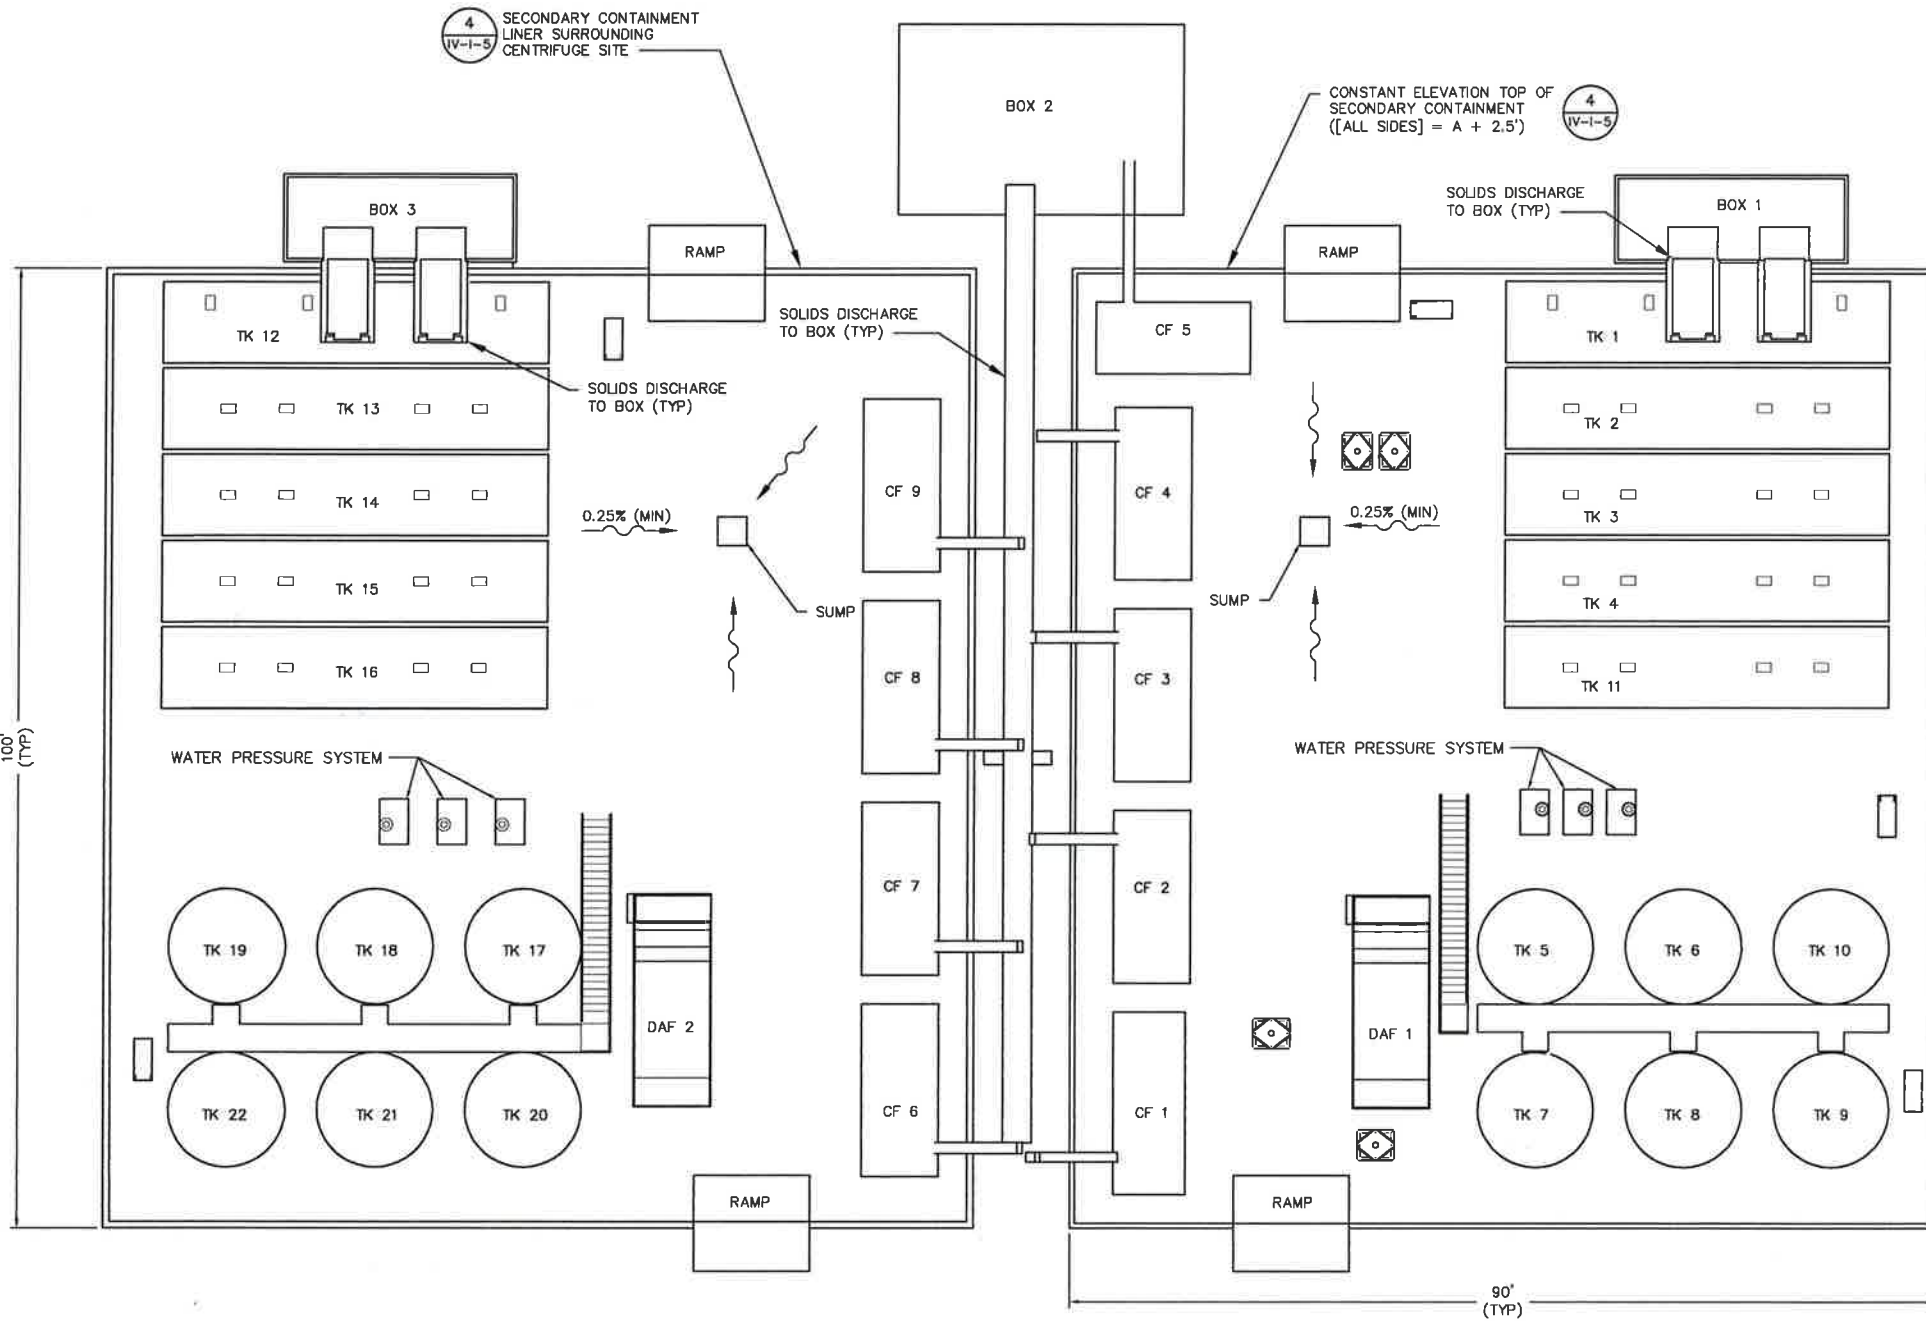 4
IV-I-5
SECONDARY CONTAINMENT
LINER SURROUNDING
CENTRIFUGE SITE
BOX 2
CONSTANT ELEVATION TOP OF
SECONDARY CONTAINMENT
([ALL SIDES] = A + 2.5')
4
IV-I-5
BOX 3
RAMP
RAMP
SOLIDS DISCHARGE
TO BOX (TYP)
BOX 1
TK 12
SOLIDS DISCHARGE
TO BOX (TYP)
CF 5
TK 1
SOLIDS DISCHARGE
TO BOX (TYP)
TK 13
TK 2
TK 14
0.25% (MIN)
CF 9
CF 4
0.25% (MIN)
TK 3
TK 15
SUMP
SUMP
TK 4
TK 16
CF 8
CF 3
TK 11
100'
(TYP)
WATER PRESSURE SYSTEM
WATER PRESSURE SYSTEM
CF 7
CF 2
TK 19
TK 18
TK 17
TK 5
TK 6
TK 10
DAF 2
DAF 1
TK 22
TK 21
TK 20
CF 6
CF 1
TK 7
TK 8
TK 9
RAMP
RAMP
90'
(TYP)